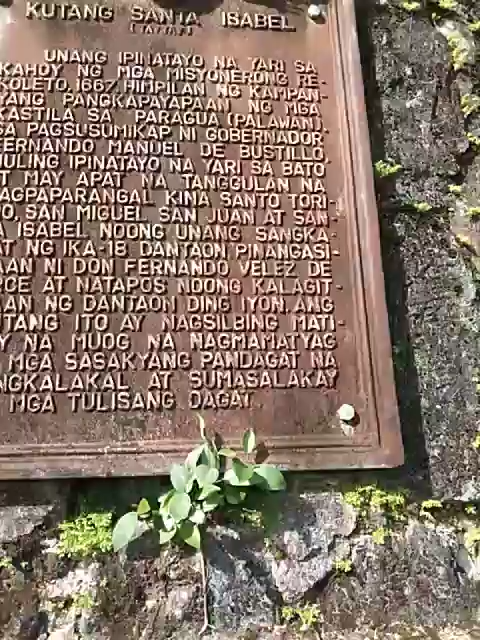 KUTANG SANTA ISABEL
(TAYTAY)
UNANG IPINATAYO NA YARI SA
KAHOY NG MGA MISYONERONG RE-
KOLETO, 1667. HIMPILAN NG KAMPAN-
YANG PANGKAPAYAPAAN NG MGA
KASTILA SA PARAGUA (PALAWAN).
SA PAGSUSUMIKAP NI GOBERNADOR
FERNANDO MANUEL DE BUSTILLO,
MULING IPINATAYO NA YARI SA BATO
AT MAY APAT NA TANGGULAN NA
AGPAPARANGAL KINA SANTO TORI-
O, SAN MIGUEL, SAN JUAN AT SAN-
A ISABEL NOONG UNANG SANGKA-
AT NG IKA-18 DANTAON PINANGASI-
AAN NI DON FERNANDO VELEZ DE
RCE AT NATAPOS NOONG KALAGIT-
AAN NG DANTAON DING IYON. ANG
UTANG ITO AY NAGSILBING MATI-
Y NA MUOG NA NAGMAMATYAG
MGA SASAKYANG PANDAGAT NA
NGKALAKAL AT SUMASALAKAY
MGA TULISANG DAGAT.